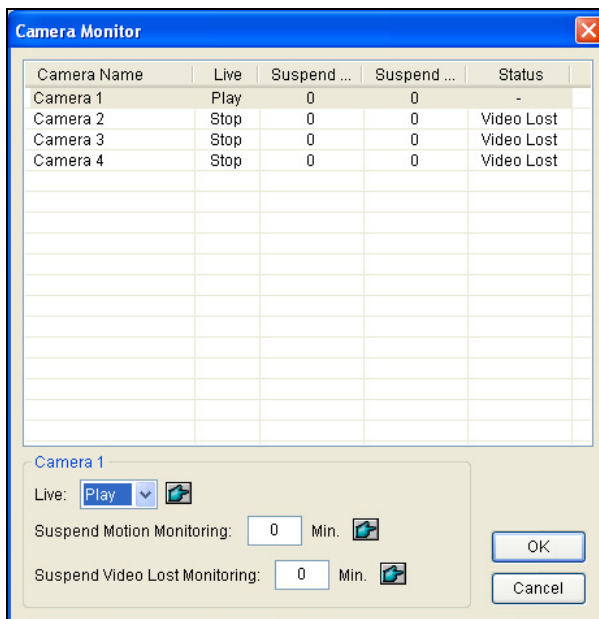 Camera Monitor
Camera Name Live Suspend ... Suspend ... Status
Camera 1 Play 0 0 -
Camera 2 Stop 0 0 Video Lost
Camera 3 Stop 0 0 Video Lost
Camera 4 Stop 0 0 Video Lost
Camera 1
Live: Play
Suspend Motion Monitoring: 0 Min.
Suspend Video Lost Monitoring: 0 Min.
OK
Cancel